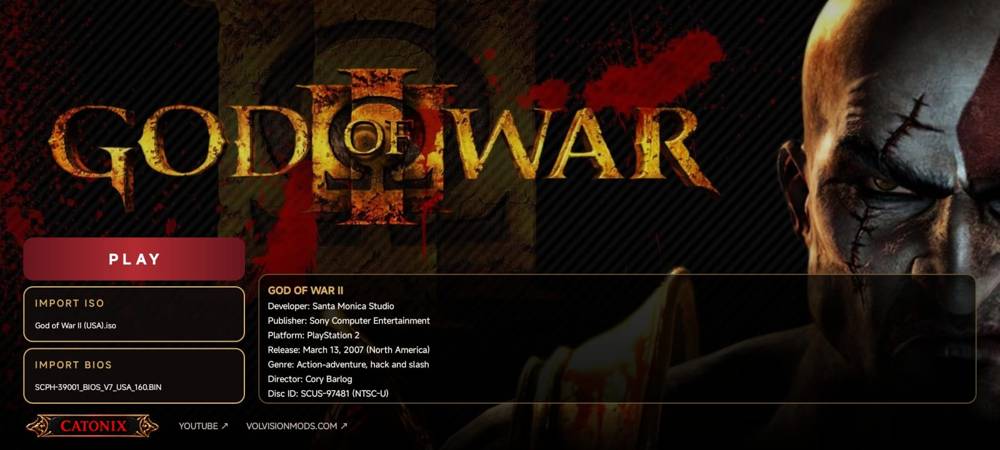 GOD OF WAR
II
PLAY
IMPORT ISO
God of War II (USA).iso
IMPORT BIOS
SCPH-39001_BIOS_V7_USA_160.BIN
GOD OF WAR II
Developer: Santa Monica Studio
Publisher: Sony Computer Entertainment
Platform: PlayStation 2
Release: March 13, 2007 (North America)
Genre: Action-adventure, hack and slash
Director: Cory Barlog
Disc ID: SCUS-97481 (NTSC-U)
CATONIX
YOUTUBE ↗
VOLVISIONMODS.COM ↗